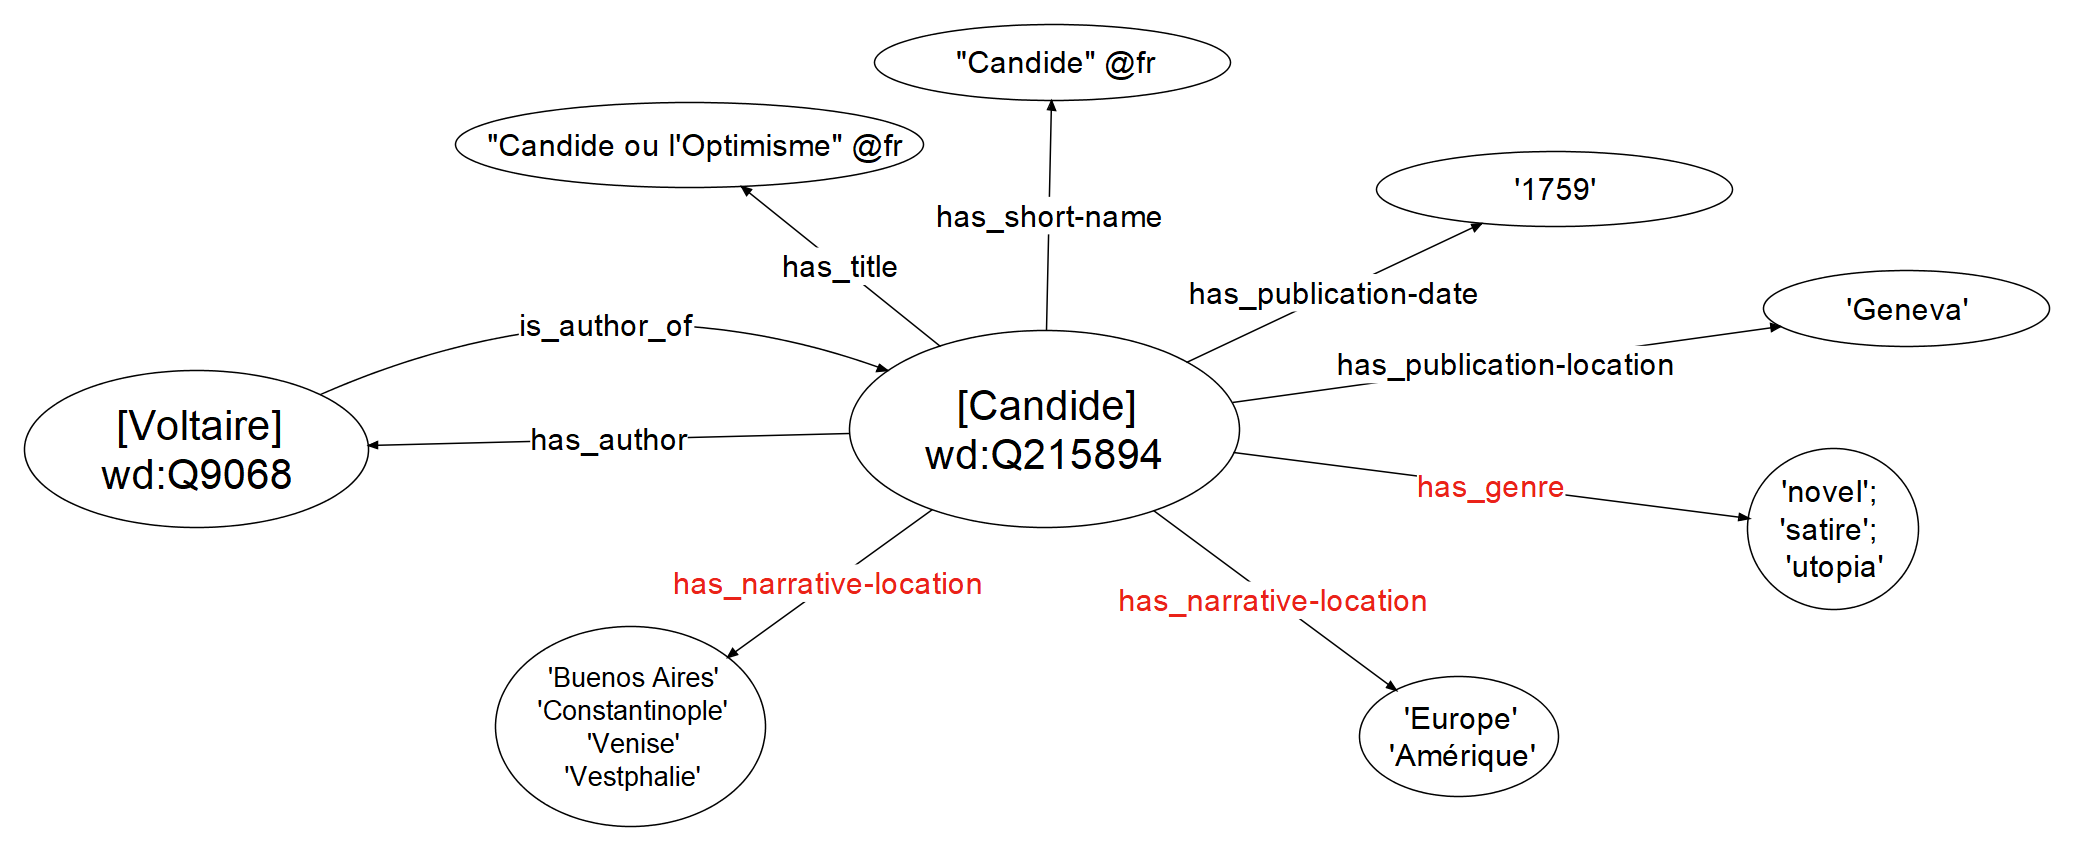 "Candide" @fr
"Candide ou l'Optimisme" @fr
'1759'
has_short-name
has_title
has_publication-date
'Geneva'
is_author_of
has_publication-location
[Voltaire]
wd:Q9068
has_author
[Candide]
wd:Q215894
has_genre
'novel';
'satire';
'utopia'
has_narrative-location
has_narrative-location
'Buenos Aires'
'Constantinople'
'Venise'
'Vestphalie'
'Europe'
'Amérique'